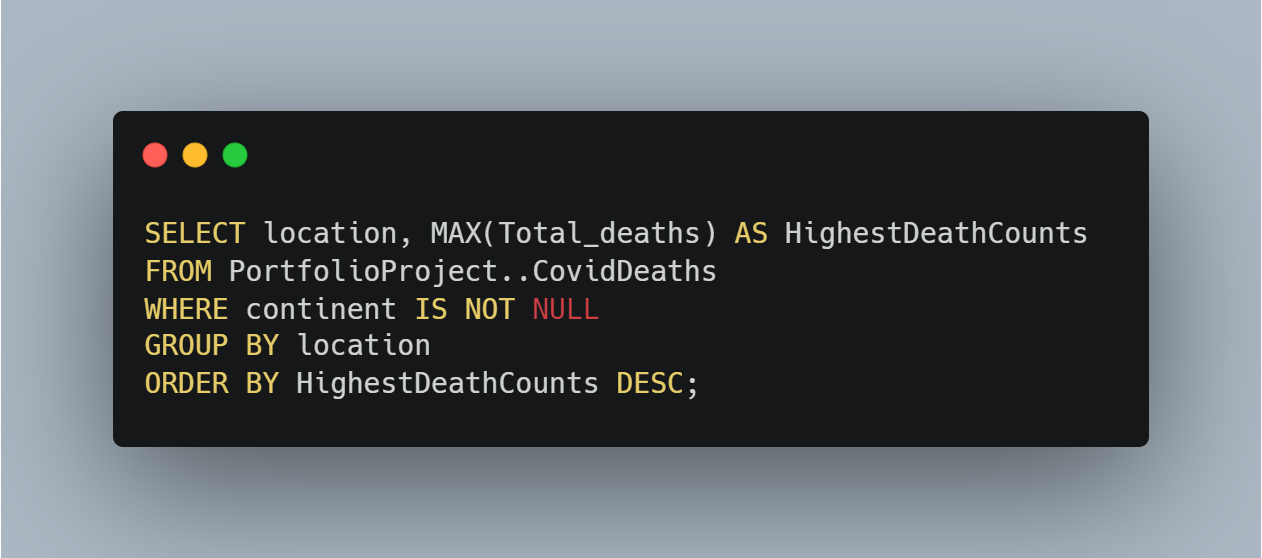 SELECT location, MAX(Total_deaths) AS HighestDeathCounts
FROM PortfolioProject..CovidDeaths
WHERE continent IS NOT NULL
GROUP BY location
ORDER BY HighestDeathCounts DESC;